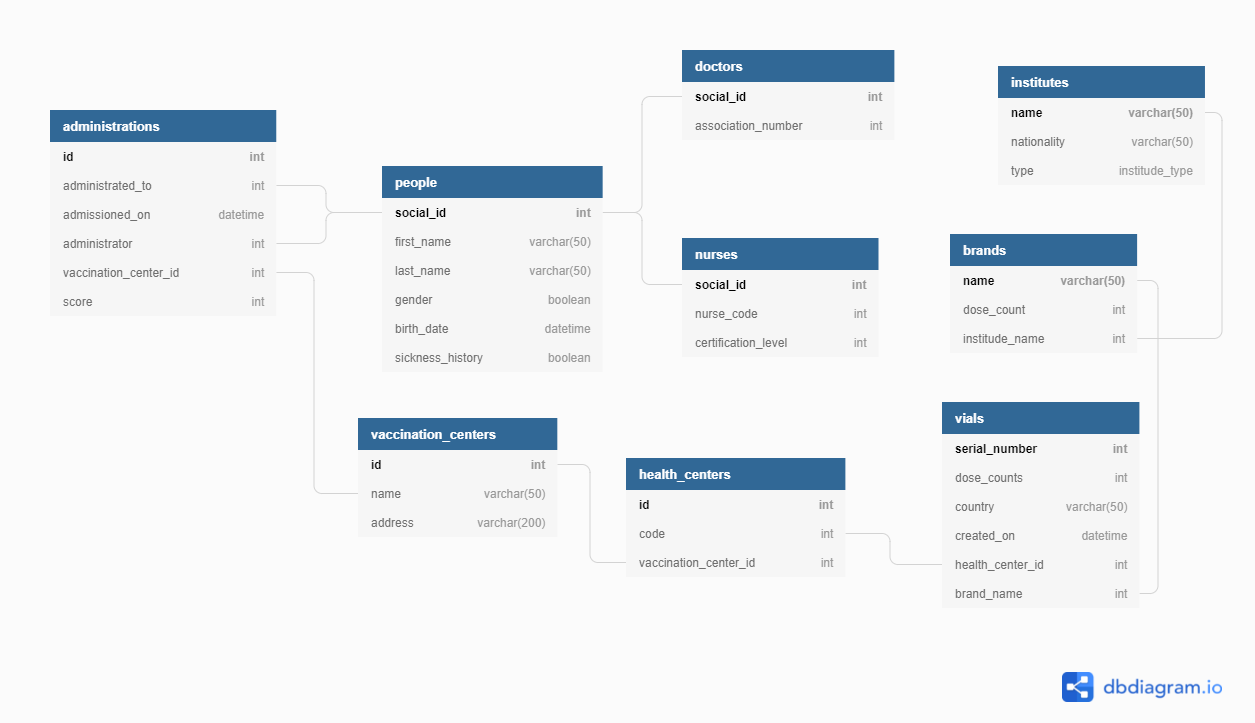 administrations
id int
administrated_to int
admissioned_on datetime
administrator int
vaccination_center_id int
score int
people
social_id int
first_name varchar(50)
last_name varchar(50)
gender boolean
birth_date datetime
sickness_history boolean
doctors
social_id int
association_number int
nurses
social_id int
nurse_code int
certification_level int
institutes
name varchar(50)
nationality varchar(50)
type institude_type
brands
name varchar(50)
dose_count int
institude_name int
vaccination_centers
id int
name varchar(50)
address varchar(200)
health_centers
id int
code int
vaccination_center_id int
vials
serial_number int
dose_counts int
country varchar(50)
created_on datetime
health_center_id int
brand_name int
dbdiagram.io